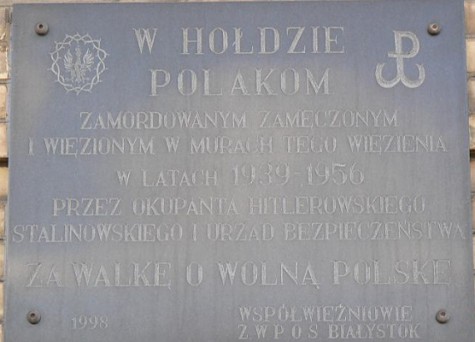 W HOŁDZIE
POLAKOM
ZAMORDOWANYM ZAMĘCZONYM
I WIĘZIONYM W MURACH TEGO WIĘZIENIA
W LATACH 1939-1956
PRZEZ OKUPANTA HITLEROWSKIEGO
STALINOWSKIEGO I URZĄD BEZPIECZEŃSTWA
ZA WALKĘ O WOLNĄ POLSKĘ
1998 WSPÓŁWIĘŹNIOWIE
Z.W.P.O.S BIAŁYSTOK